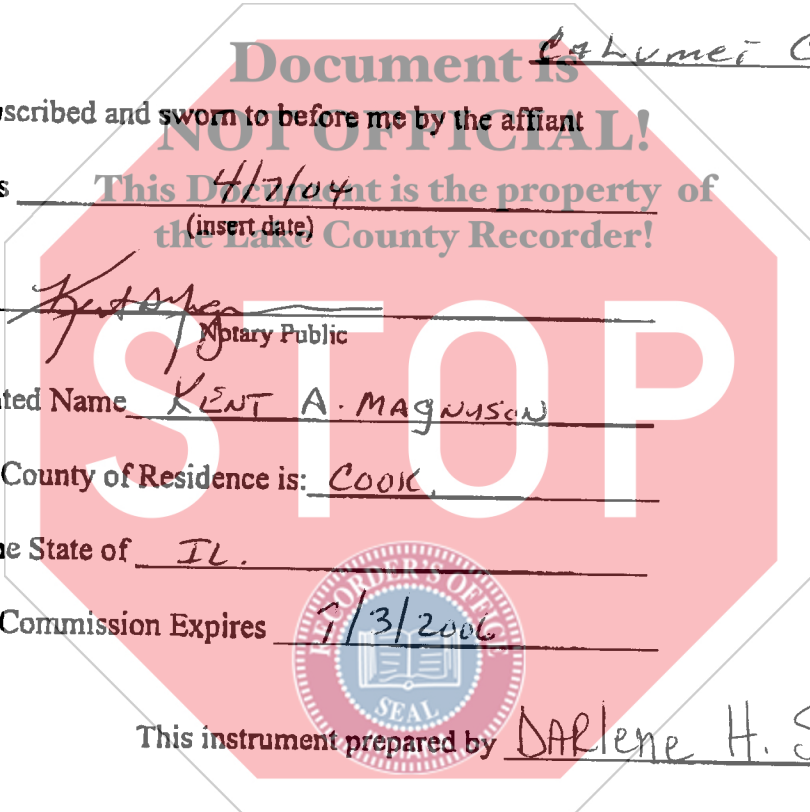 Calumet C
Document is
scribed and sworn to before me by the affiant
NOT OFFICIAL!
s 4/7/04
This Document is the property of
(insert date)
the Lake County Recorder!
Notary Public
ted Name KENT A. MAGNUSON
County of Residence is: COOK
e State of IL.
Commission Expires /3/2006
STOP
RECORDER'S OFFICE
SEAL
This instrument prepared by DARlene H. S